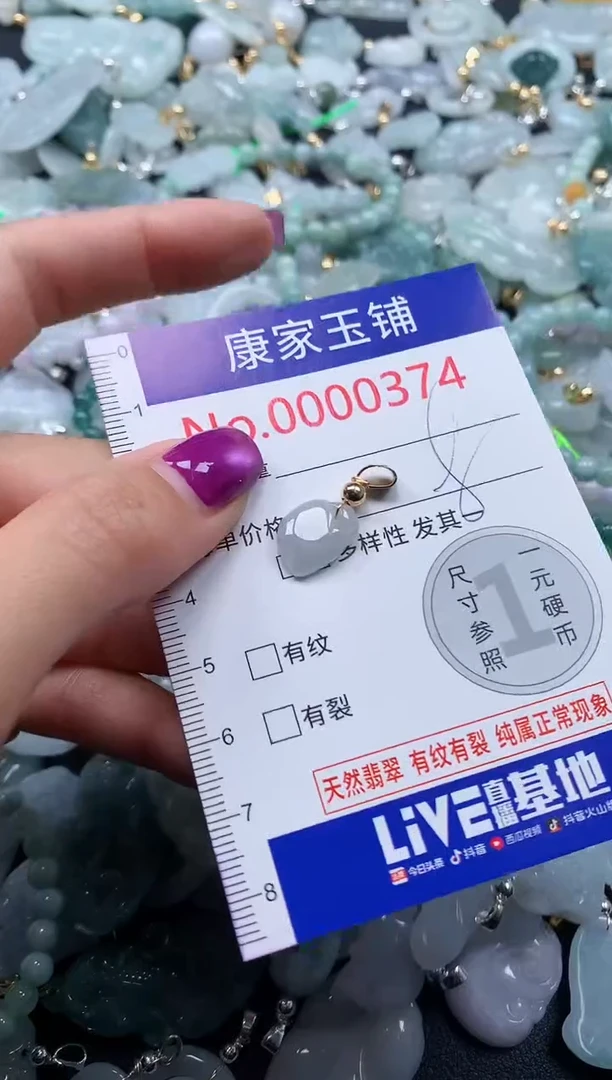 康家玉铺
No.0000374
0
1
8
单价格
多样性 发其一
4
尺寸参照
1
一元硬币
5
有纹
6
有裂
天然翡翠 有纹有裂 纯属正常现象
7
LiVE直播基地
8
今日头条 抖音 西瓜视频 抖音火山